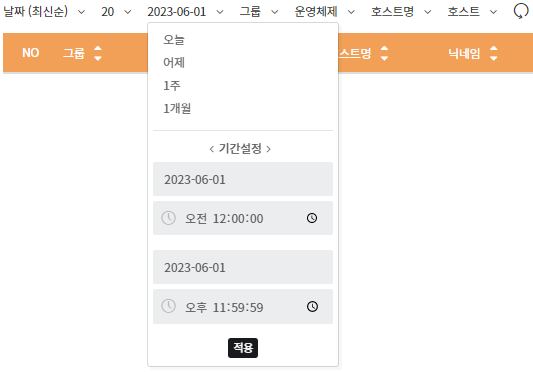 날짜 (최신순) 20 2023-06-01 그룹 운영체제 호스트명 호스트
NO 그룹 스트명 닉네임
오늘
어제
1주
1개월
< 기간설정 >
2023-06-01
오전 12:00:00
2023-06-01
오후 11:59:59
적용